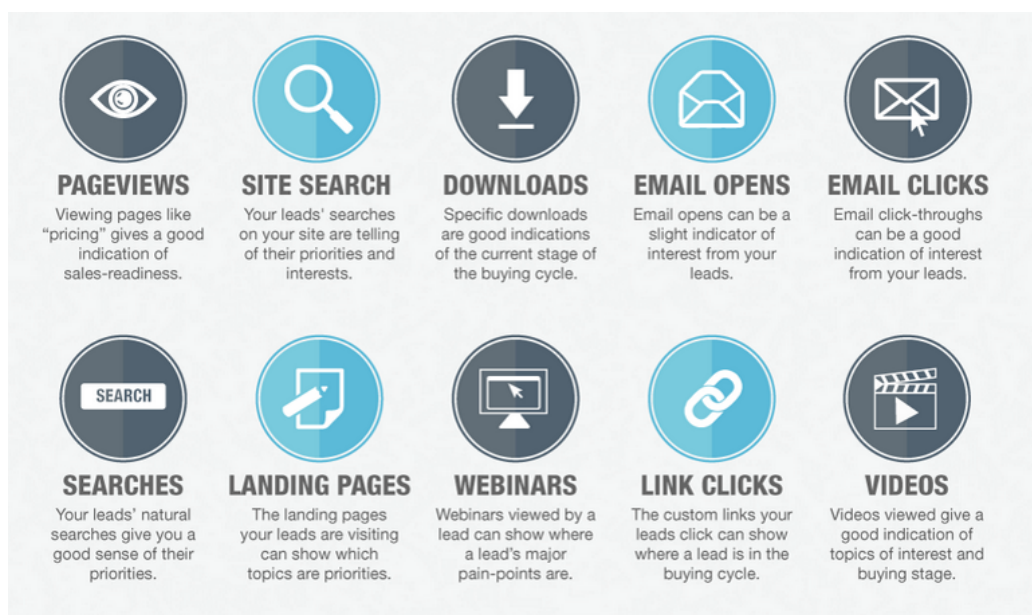 PAGEVIEWS
Viewing pages like
“pricing” gives a good
indication of
sales-readiness.
SITE SEARCH
Your leads' searches
on your site are telling
of their priorities and
interests.
DOWNLOADS
Specific downloads
are good indications
of the current stage of
the buying cycle.
EMAIL OPENS
Email opens can be a
slight indicator of
interest from your
leads.
EMAIL CLICKS
Email click-throughs
can be a good
indication of interest
from your leads.
SEARCH
SEARCHES
Your leads’ natural
searches give you a
good sense of their
priorities.
LANDING PAGES
The landing pages
your leads are visiting
can show which
topics are priorities.
WEBINARS
Webinars viewed by a
lead can show where
a lead’s major
pain-points are.
LINK CLICKS
The custom links your
leads click can show
where a lead is in the
buying cycle.
VIDEOS
Videos viewed give a
good indication of
topics of interest and
buying stage.